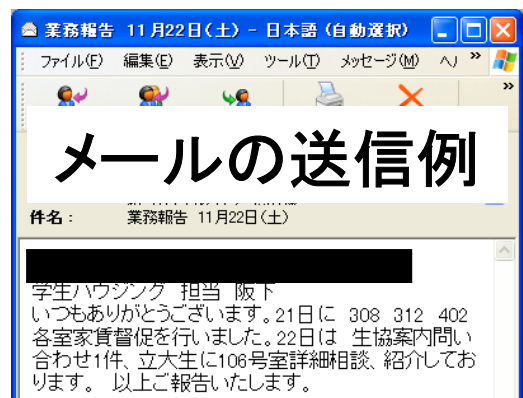 業務報告 11月22日(土) - 日本語 (自動選択)
ファイル(F) 編集(E) 表示(V) ツール(T) メッセージ(M) ヘ »
»
メールの送信例
件名: 業務報告 11月22日(土)
学生ハウジング 担当 阪下
いつもありがとうございます。21日に 308 312 402
各室家賃督促を行いました。22日は 生協案内問い
合わせ1件、立大生に106号室詳細相談、紹介してお
ります。 以上ご報告いたします。